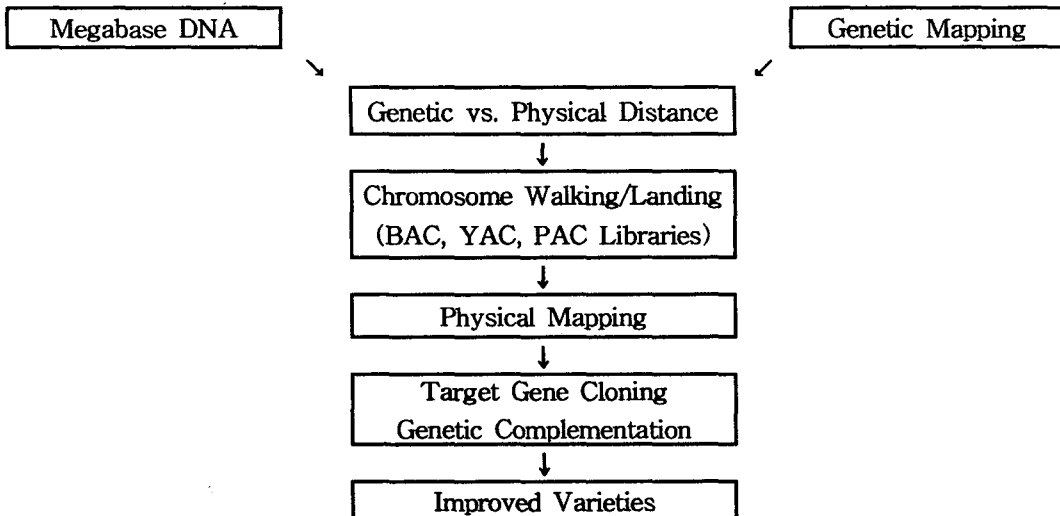 Megabase DNA
Genetic Mapping
Genetic vs. Physical Distance
Chromosome Walking/Landing
(BAC, YAC, PAC Libraries)
Physical Mapping
Target Gene Cloning
Genetic Complementation
Improved Varieties